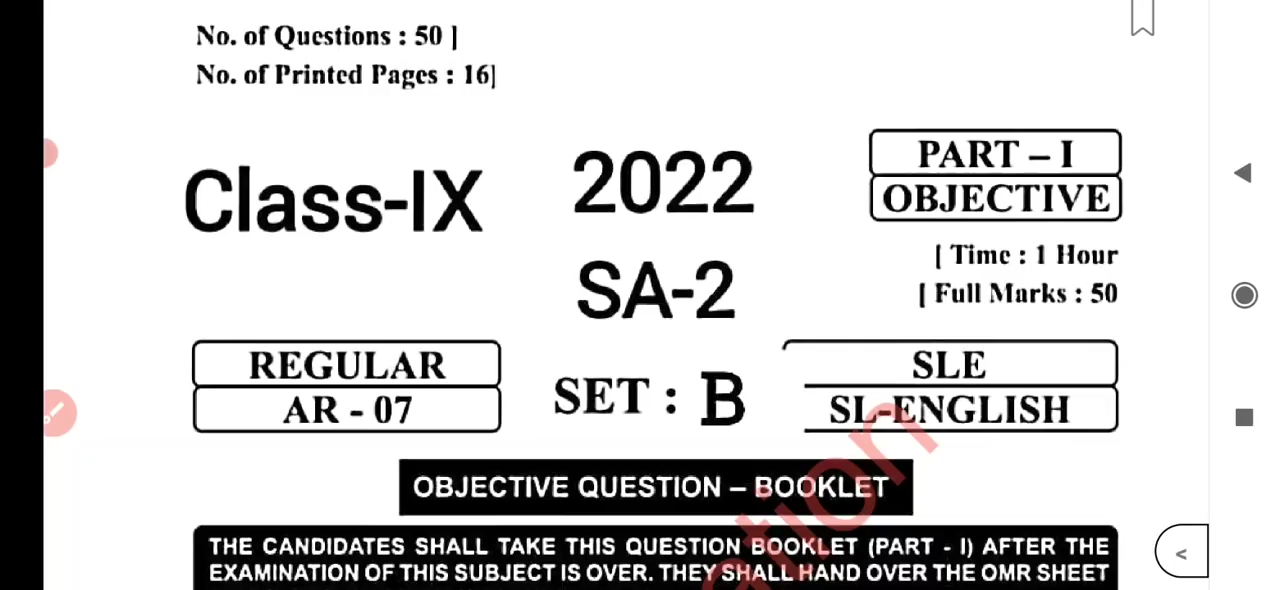 No. of Questions : 50 ]
No. of Printed Pages : 16]
Class-IX
2022
SA-2
PART – I
OBJECTIVE
[ Time : 1 Hour
[ Full Marks : 50
REGULAR
AR - 07
SET : B
SLE
SL-ENGLISH
OBJECTIVE QUESTION – BOOKLET
THE CANDIDATES SHALL TAKE THIS QUESTION BOOKLET (PART - I) AFTER THE
EXAMINATION OF THIS SUBJECT IS OVER. THEY SHALL HAND OVER THE OMR SHEET